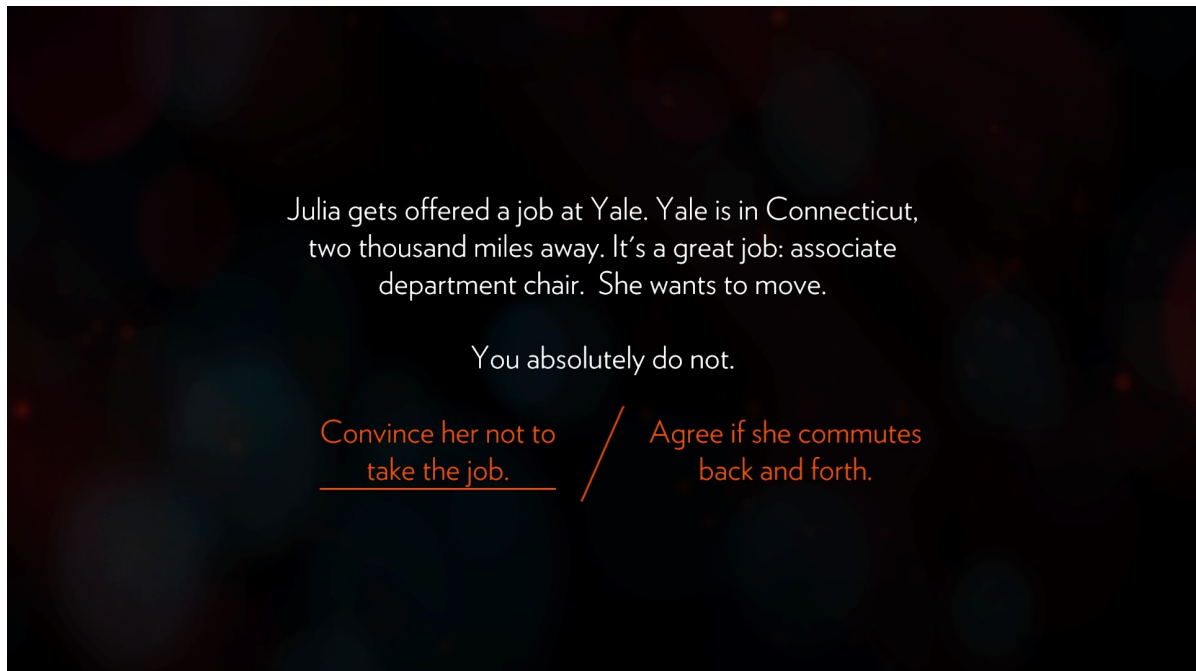 Julia gets offered a job at Yale. Yale is in Connecticut,
two thousand miles away. It's a great job: associate
department chair.  She wants to move.
You absolutely do not.
Convince her not to
take the job.
Agree if she commutes
back and forth.